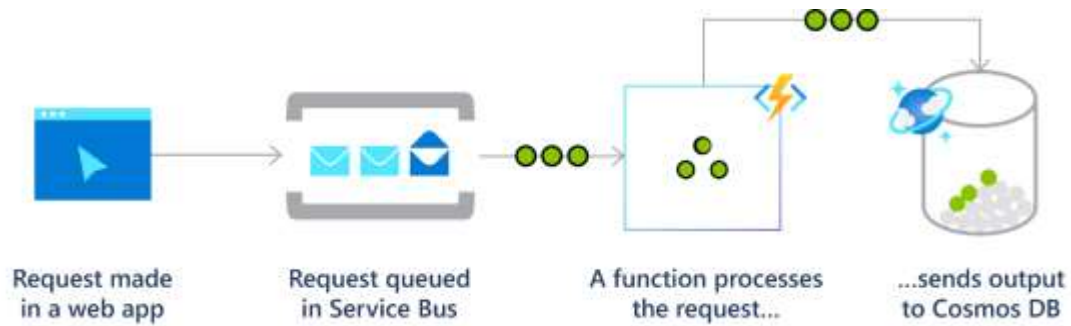 Request made
in a web app
Request queued
in Service Bus
A function processes
the request...
...sends output
to Cosmos DB